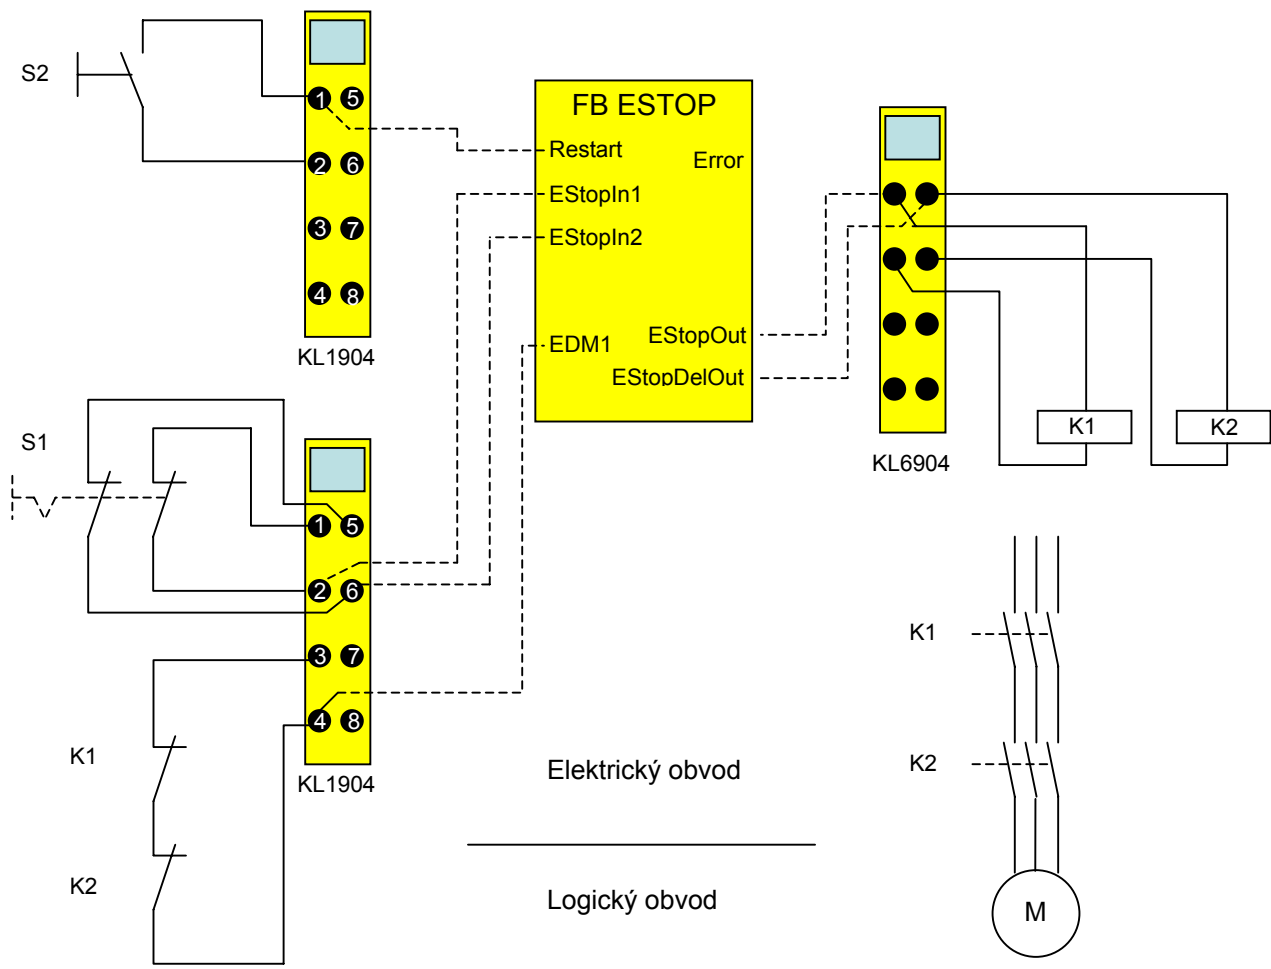 S2
1 5
2 6
3 7
4 8
KL1904
FB ESTOP
Restart
Error
EStopIn1
EStopIn2
EDM1
EStopOut
EStopDelOut
KL6904
K1
K2
S1
1 5
2 6
3 7
4 8
KL1904
K1
K2
Elektrický obvod
Logický obvod
K1
K2
M